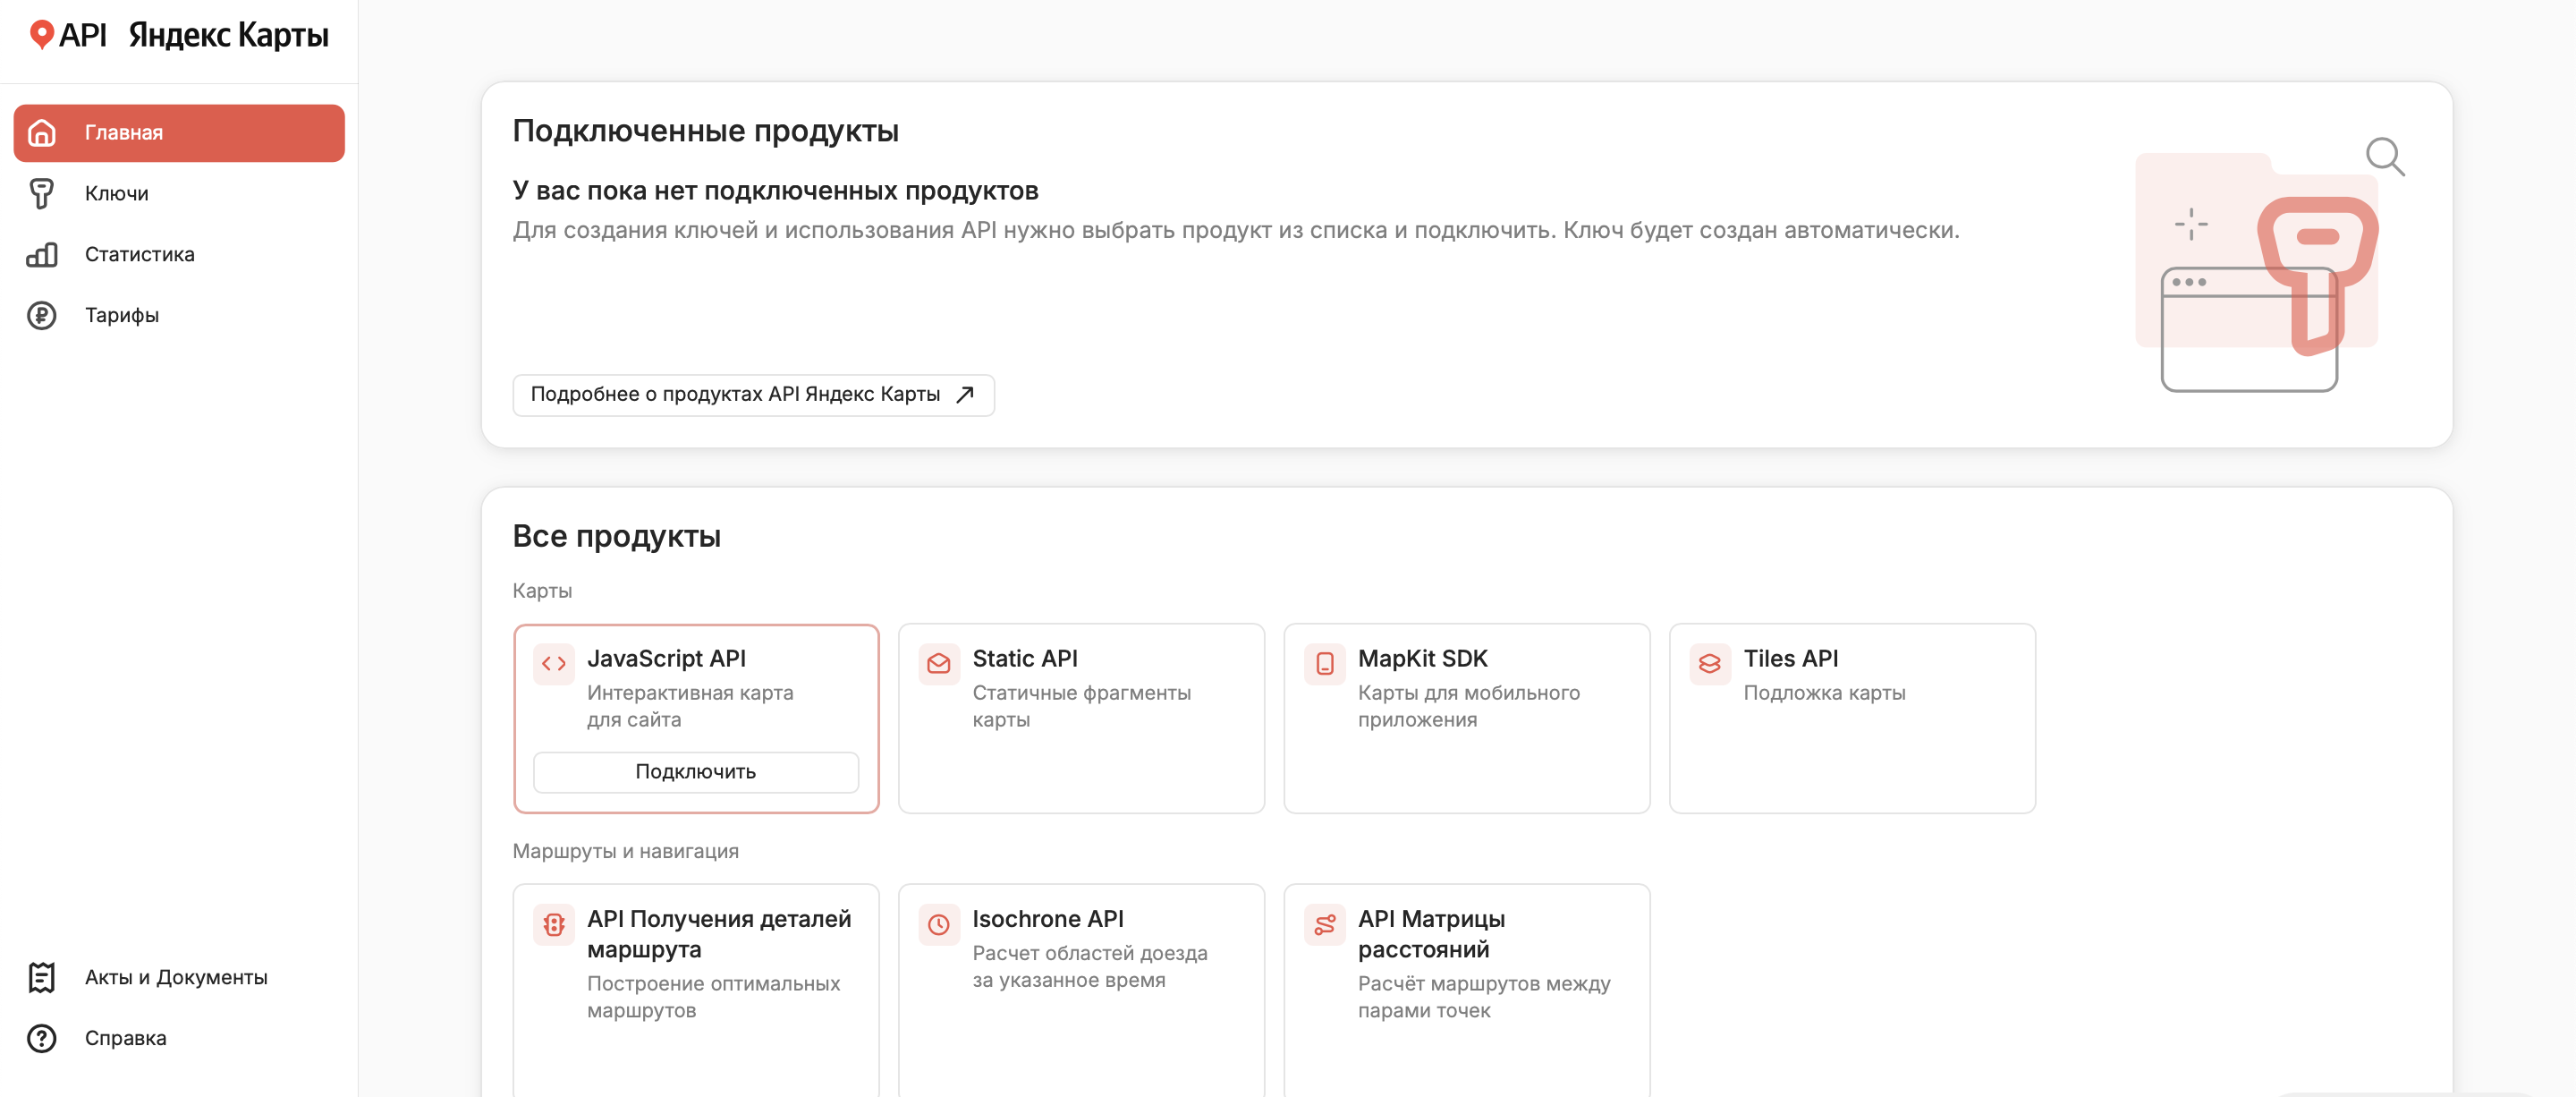 API Яндекс Карты
Главная
Ключи
Статистика
Тарифы
Акты и Документы
Справка
Подключенные продукты
У вас пока нет подключенных продуктов
Для создания ключей и использования API нужно выбрать продукт из списка и подключить. Ключ будет создан автоматически.
Подробнее о продуктах API Яндекс Карты
Все продукты
Карты
JavaScript API
Интерактивная карта
для сайта
Подключить
Static API
Статичные фрагменты
карты
MapKit SDK
Карты для мобильного
приложения
Tiles API
Подложка карты
Маршруты и навигация
API Получения деталей
маршрута
Построение оптимальных
маршрутов
Isochrone API
Расчет областей доезда
за указанное время
API Матрицы
расстояний
Расчёт маршрутов между
парами точек